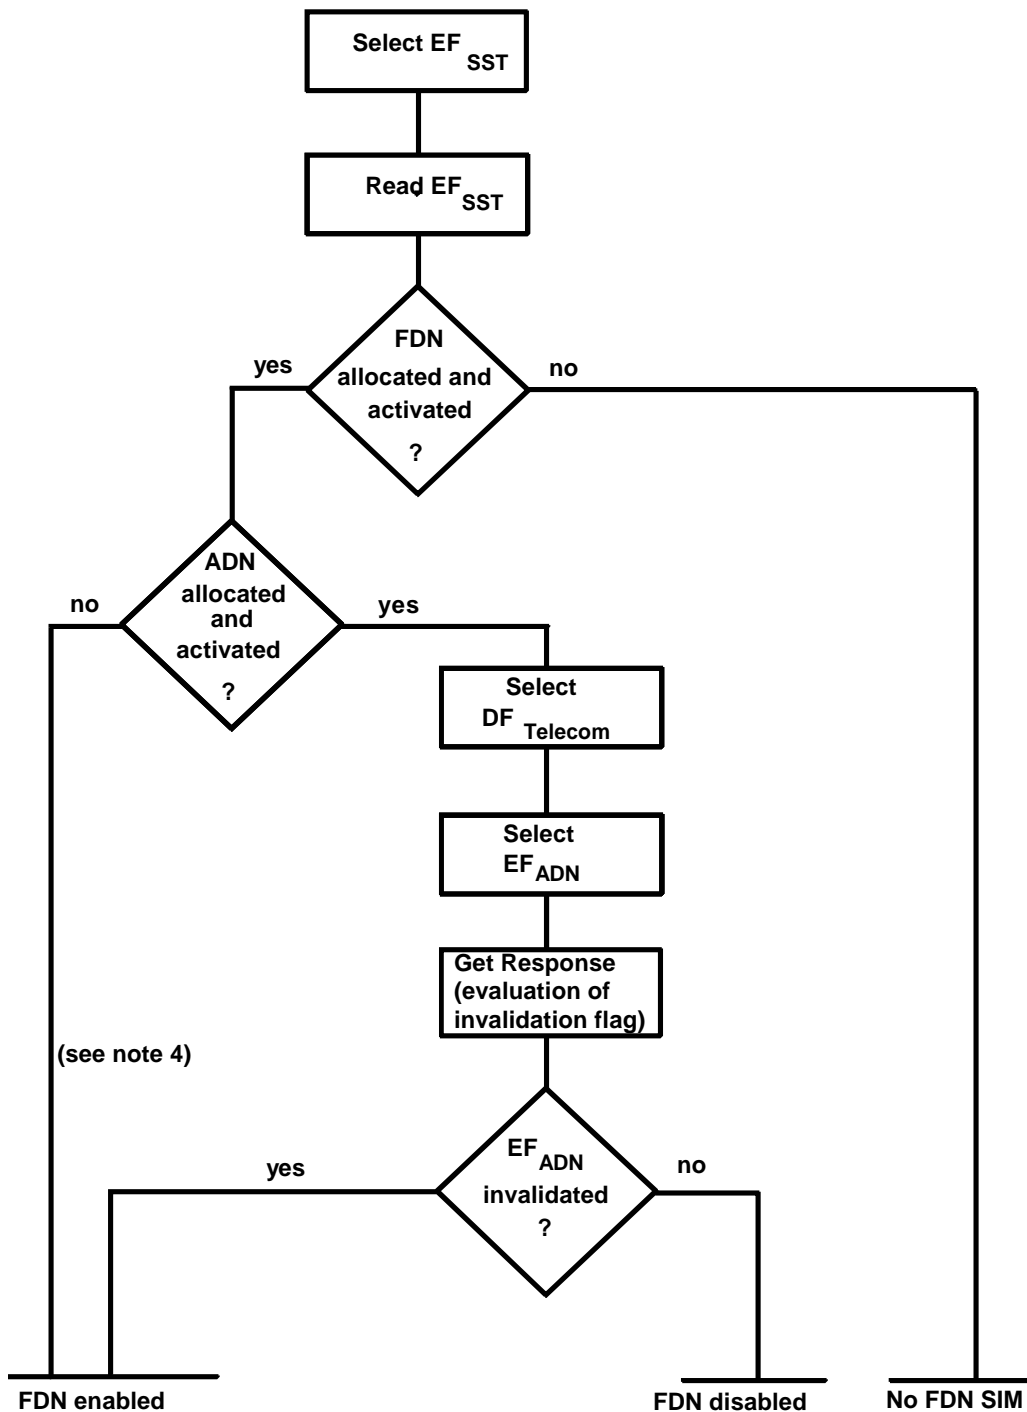 Select EF SST
Read EF SST
FDN
allocated and
activated
?
yes
no
ADN
allocated
and
activated
?
no
yes
Select
DF Telecom
Select
EF ADN
Get Response
(evaluation of
invalidation flag)
(see note 4)
EF ADN
invalidated
?
yes
no
FDN enabled
FDN disabled
No FDN SIM